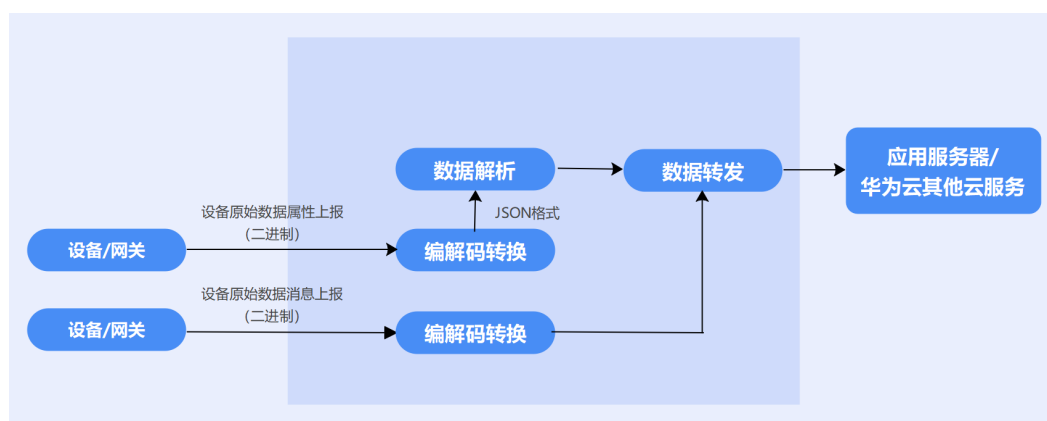 应用服务器/
华为云其他云服务
数据解析
数据转发
JSON格式
设备原始数据属性上报
（二进制）
设备/网关
编解码转换
设备原始数据消息上报
（二进制）
设备/网关
编解码转换